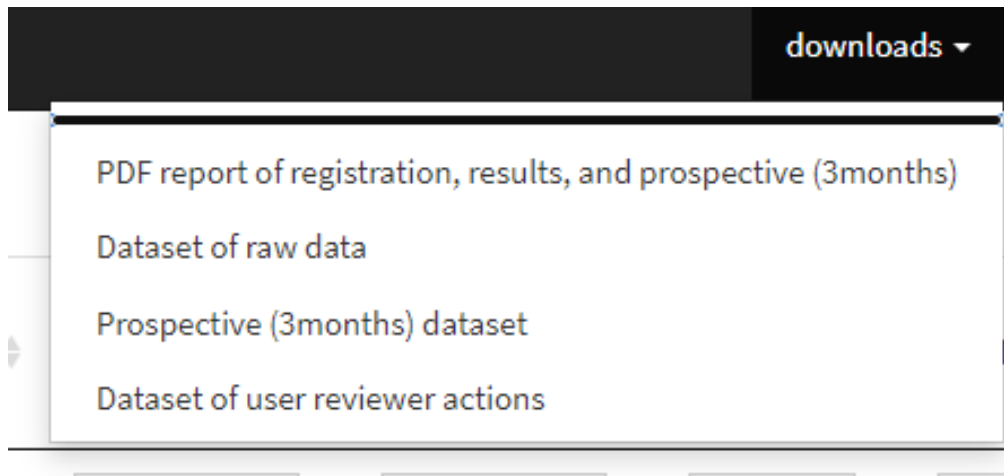 downloads
PDF report of registration, results, and prospective (3months)
Dataset of raw data
Prospective (3months) dataset
Dataset of user reviewer actions